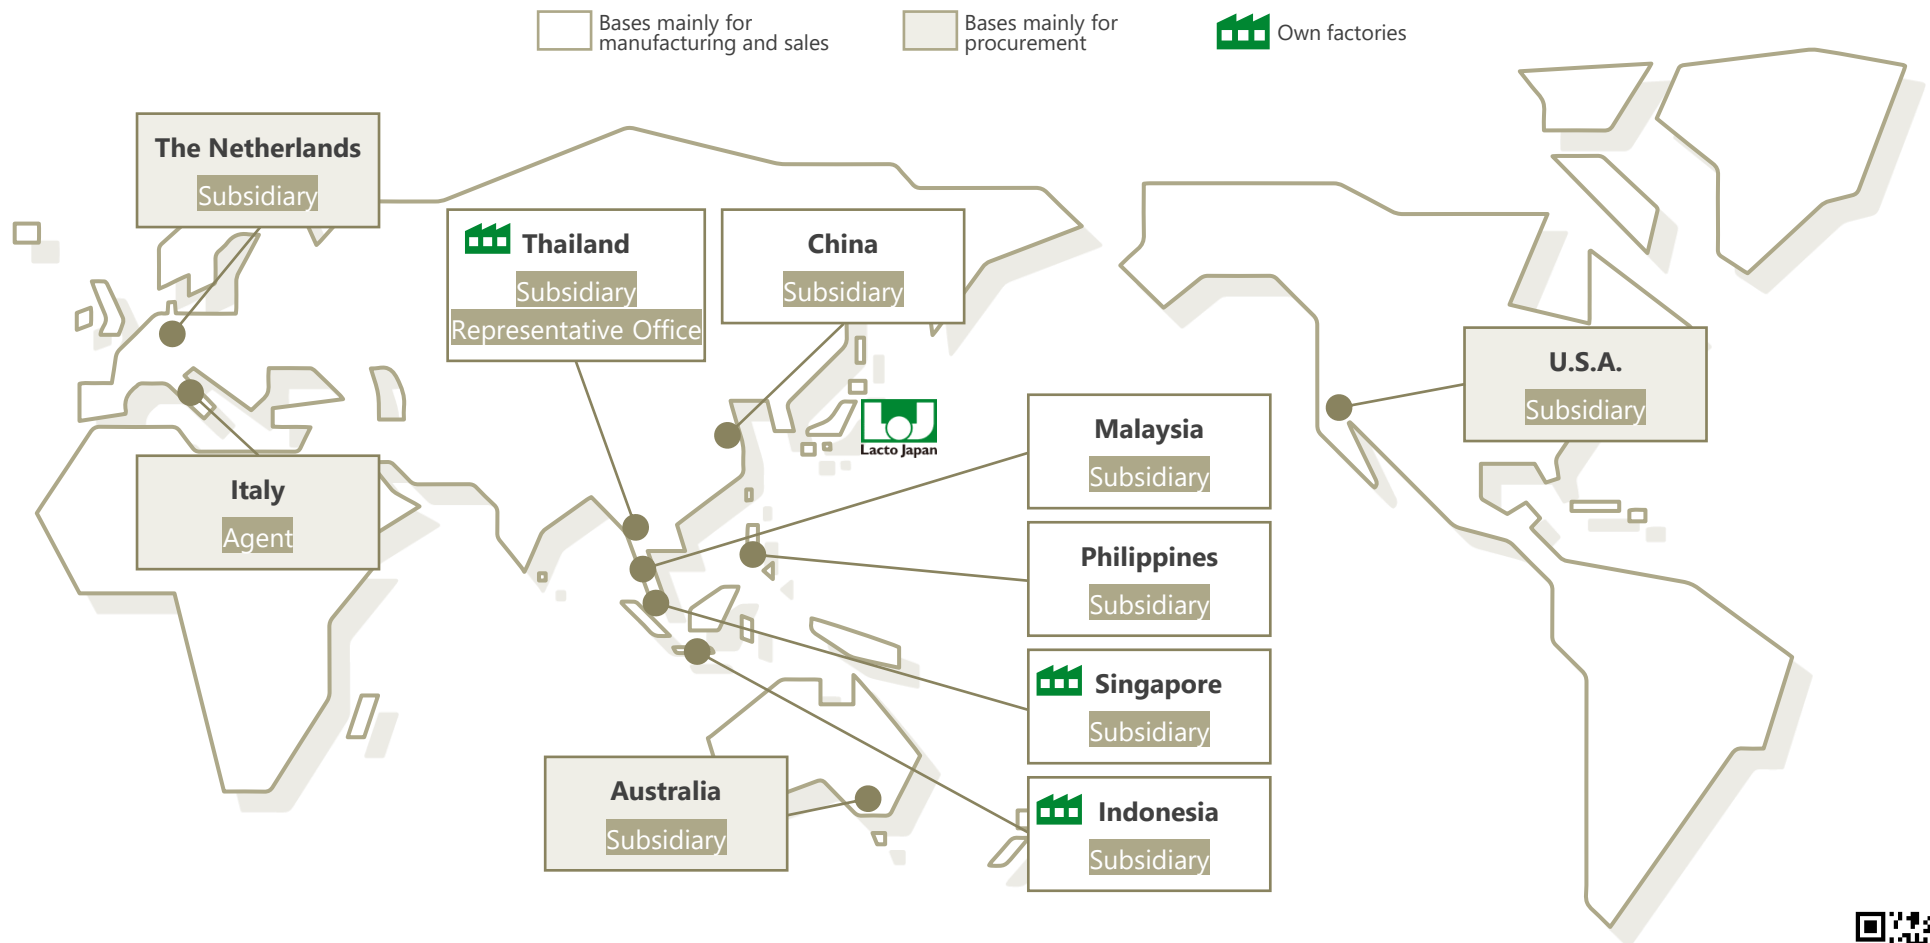 Bases mainly for
manufacturing and sales
Bases mainly for
procurement
Own factories
The Netherlands
Subsidiary
Thailand
Subsidiary
Representative Office
China
Subsidiary
U.S.A.
Subsidiary
Lacto Japan
Malaysia
Subsidiary
Italy
Agent
Philippines
Subsidiary
Singapore
Subsidiary
Australia
Subsidiary
Indonesia
Subsidiary